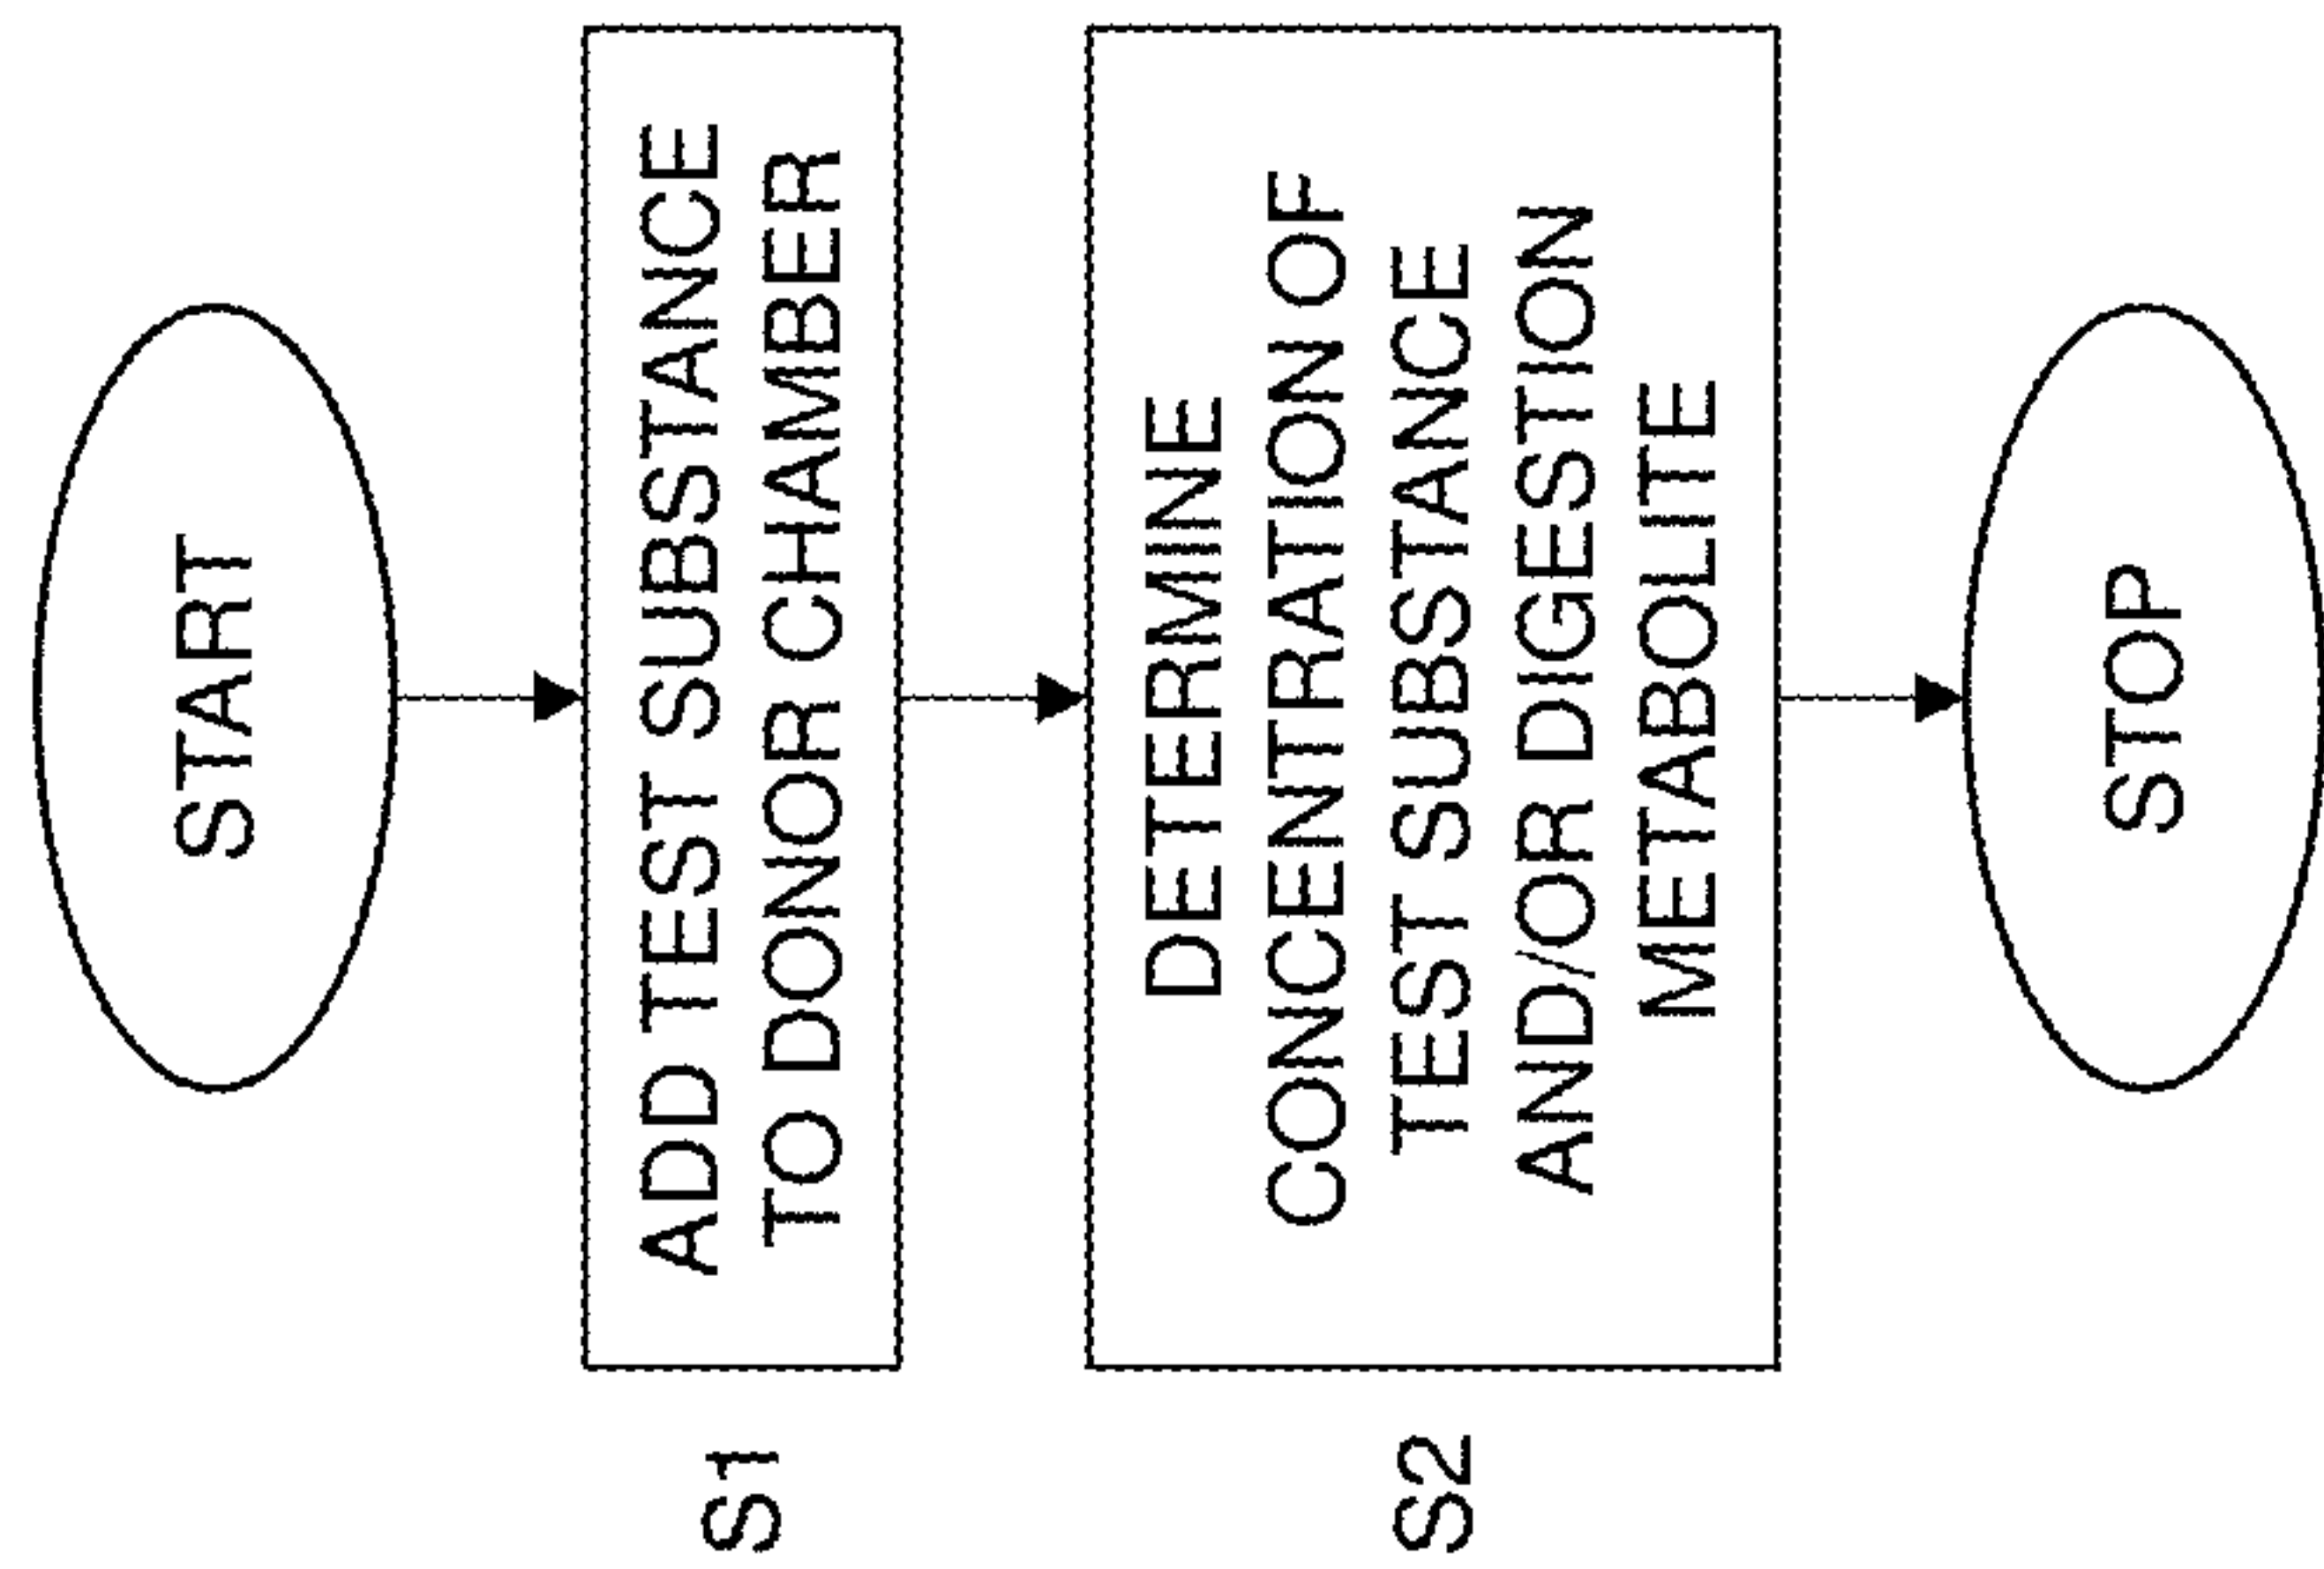 START
S1
ADD TEST SUBSTANCE
TO DONOR CHAMBER
S2
DETERMINE
CONCENTRATION OF
TEST SUBSTANCE
AND/OR DIGESTION
METABOLITE
STOP